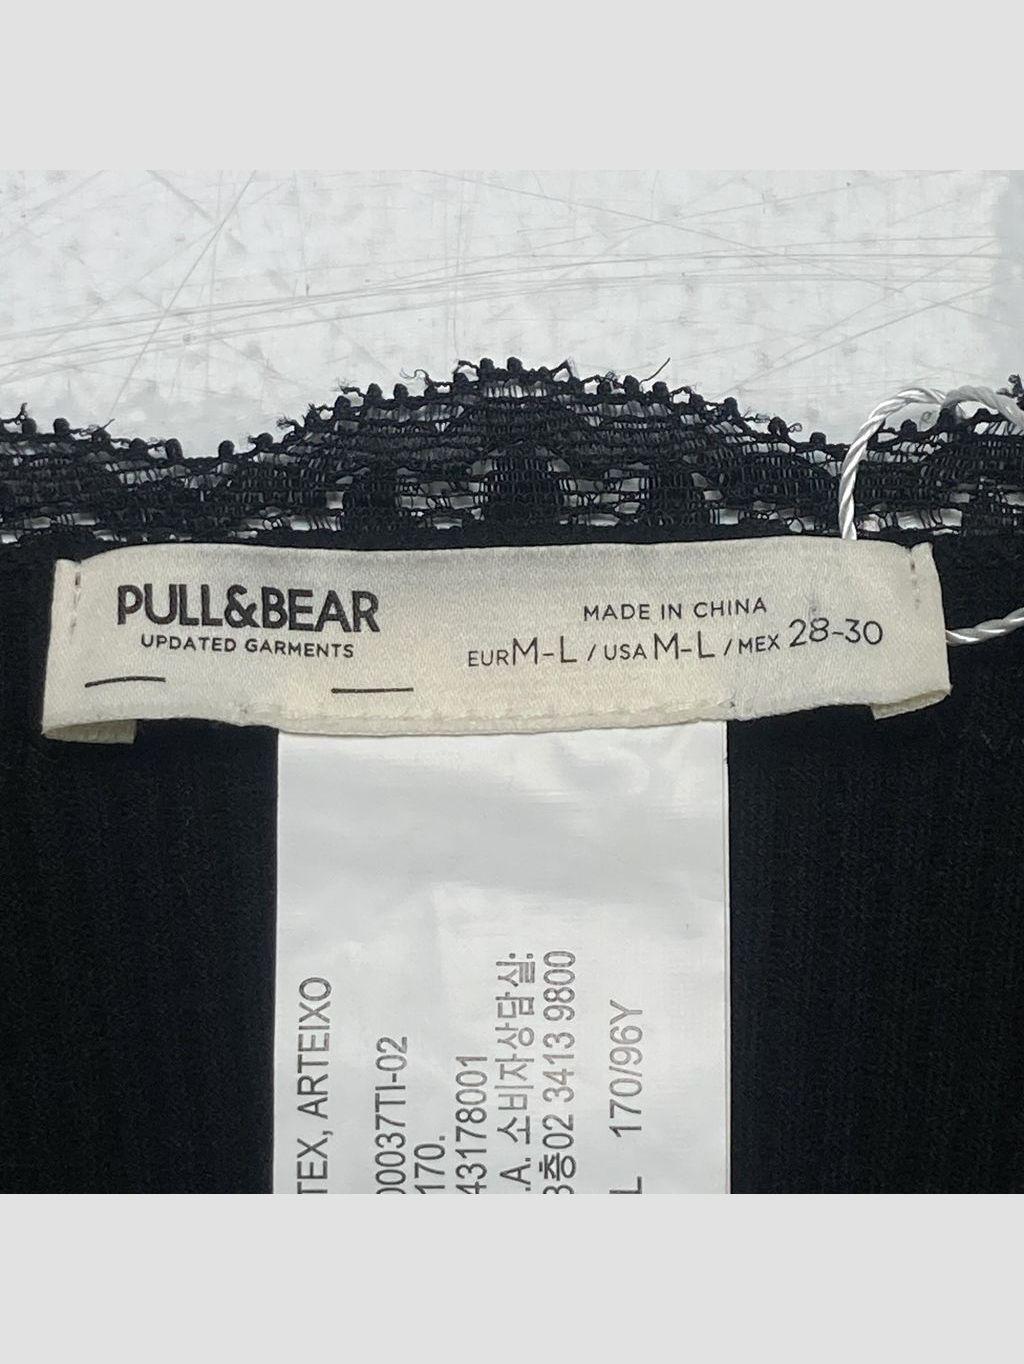 PULL&BEAR
UPDATED GARMENTS
MADE IN CHINA
EUR M-L / USA M-L / MEX 28-30
TEX, ARTEIXO
00037TI-02
170.
43178001
.A. 소비자상담실:
층02 3413 9800
L 170/96Y